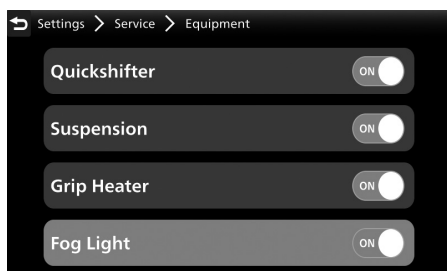 Settings > Service > Equipment
Quickshifter ON
Suspension ON
Grip Heater ON
Fog Light ON